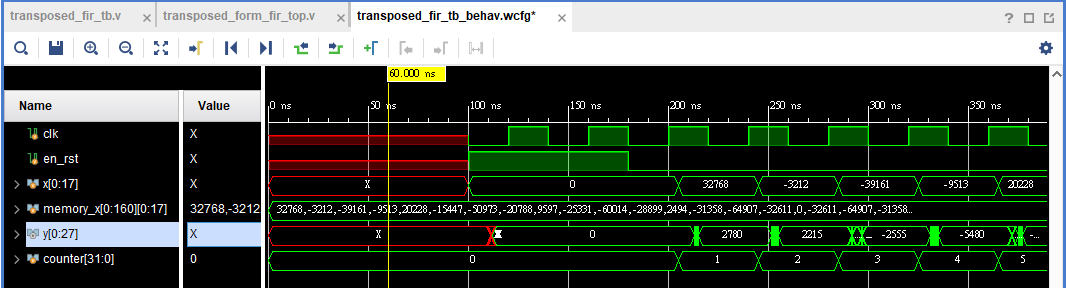 transposed_fir_tb.v × transposed_form_fir_top.v × transposed_fir_tb_behav.wcfg* × ?
60.000 ns
Name Value 0 ns 50 ns 100 ns 150 ns 200 ns 250 ns 300 ns 350 ns
clk X
en_rst X
x[0:17] X X 0 32768 -3212 -39161 -9513 20228
memory_x[0:160][0:17] 32768,-3212 32768,-3212,-39161,-9513,20228,-15447,-50973,-20788,9597,-25331,-60014,-28899,2494,-31358,-64907,-32611,0,-32611,-64907,-31358...
y[0:27] X X X 0 2780 2215 ... ... -2555 -5480 -...
counter[31:0] 0 0 1 2 3 4 5